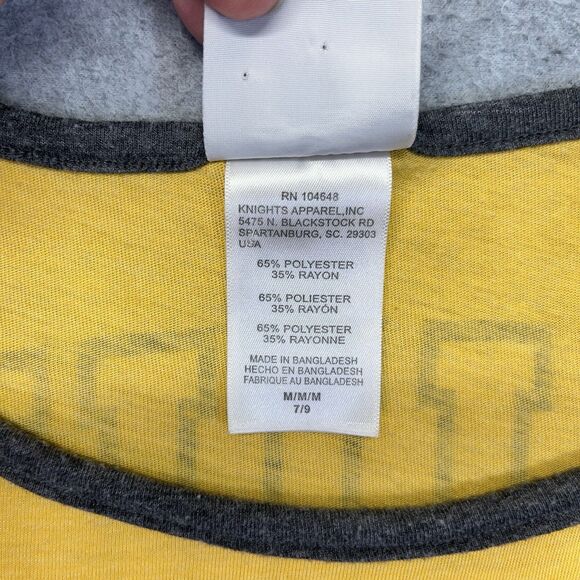 RN 104648
KNIGHTS APPAREL,INC
5475 N. BLACKSTOCK RD
SPARTANBURG, SC. 29303
USA
65% POLYESTER
35% RAYON
65% POLIESTER
35% RAYÓN
65% POLYESTER
35% RAYONNE
MADE IN BANGLADESH
HECHO EN BANGLADESH
FABRIQUE AU BANGLADESH
M/M/M
7/9